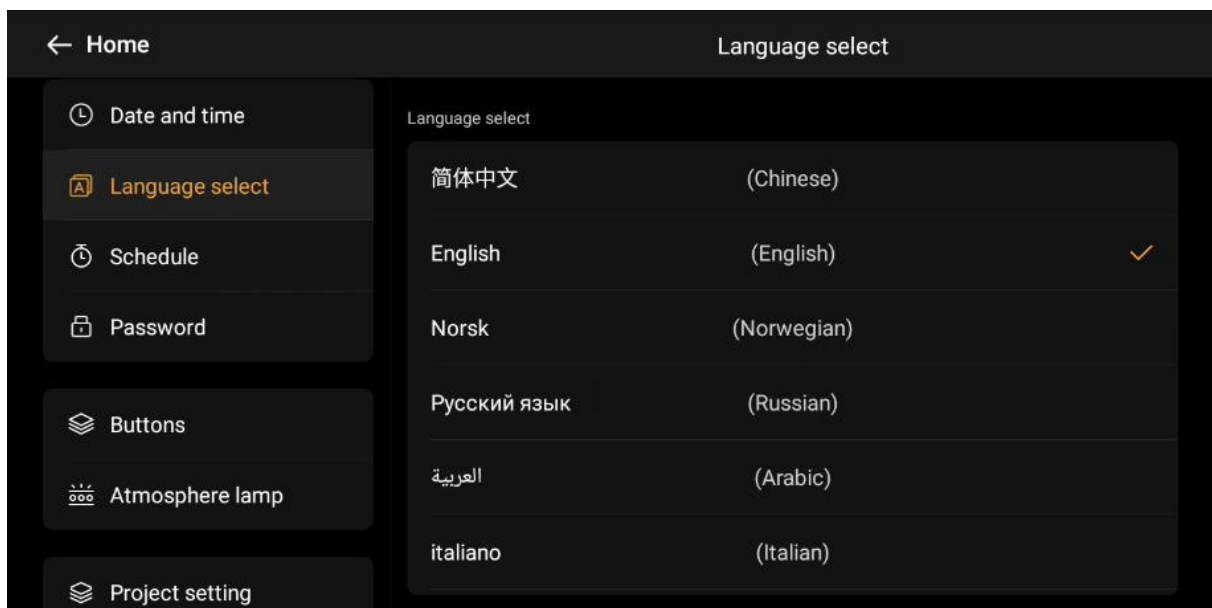 Home
Language select
Date and time
Language select
Schedule
Password
Buttons
Atmosphere lamp
Project setting
Language select
简体中文 (Chinese)
English (English)
Norsk (Norwegian)
Русский язык (Russian)
العربية (Arabic)
italiano (Italian)